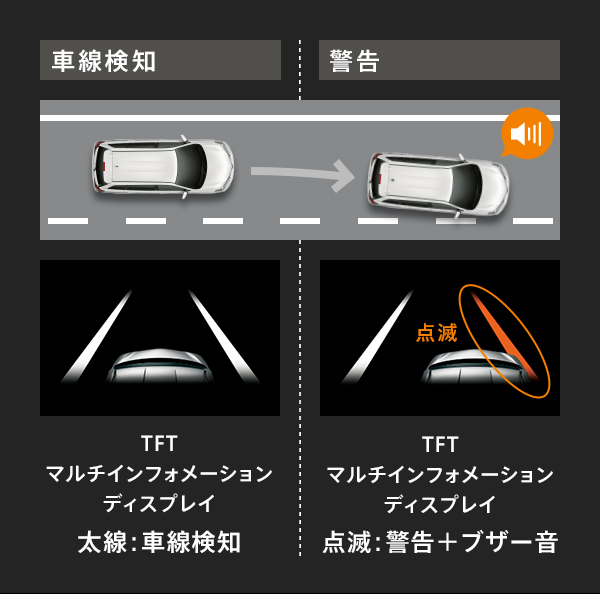 車線検知
警告
点滅
TFT
マルチインフォメーション
ディスプレイ
太線:車線検知
TFT
マルチインフォメーション
ディスプレイ
点滅:警告＋ブザー音